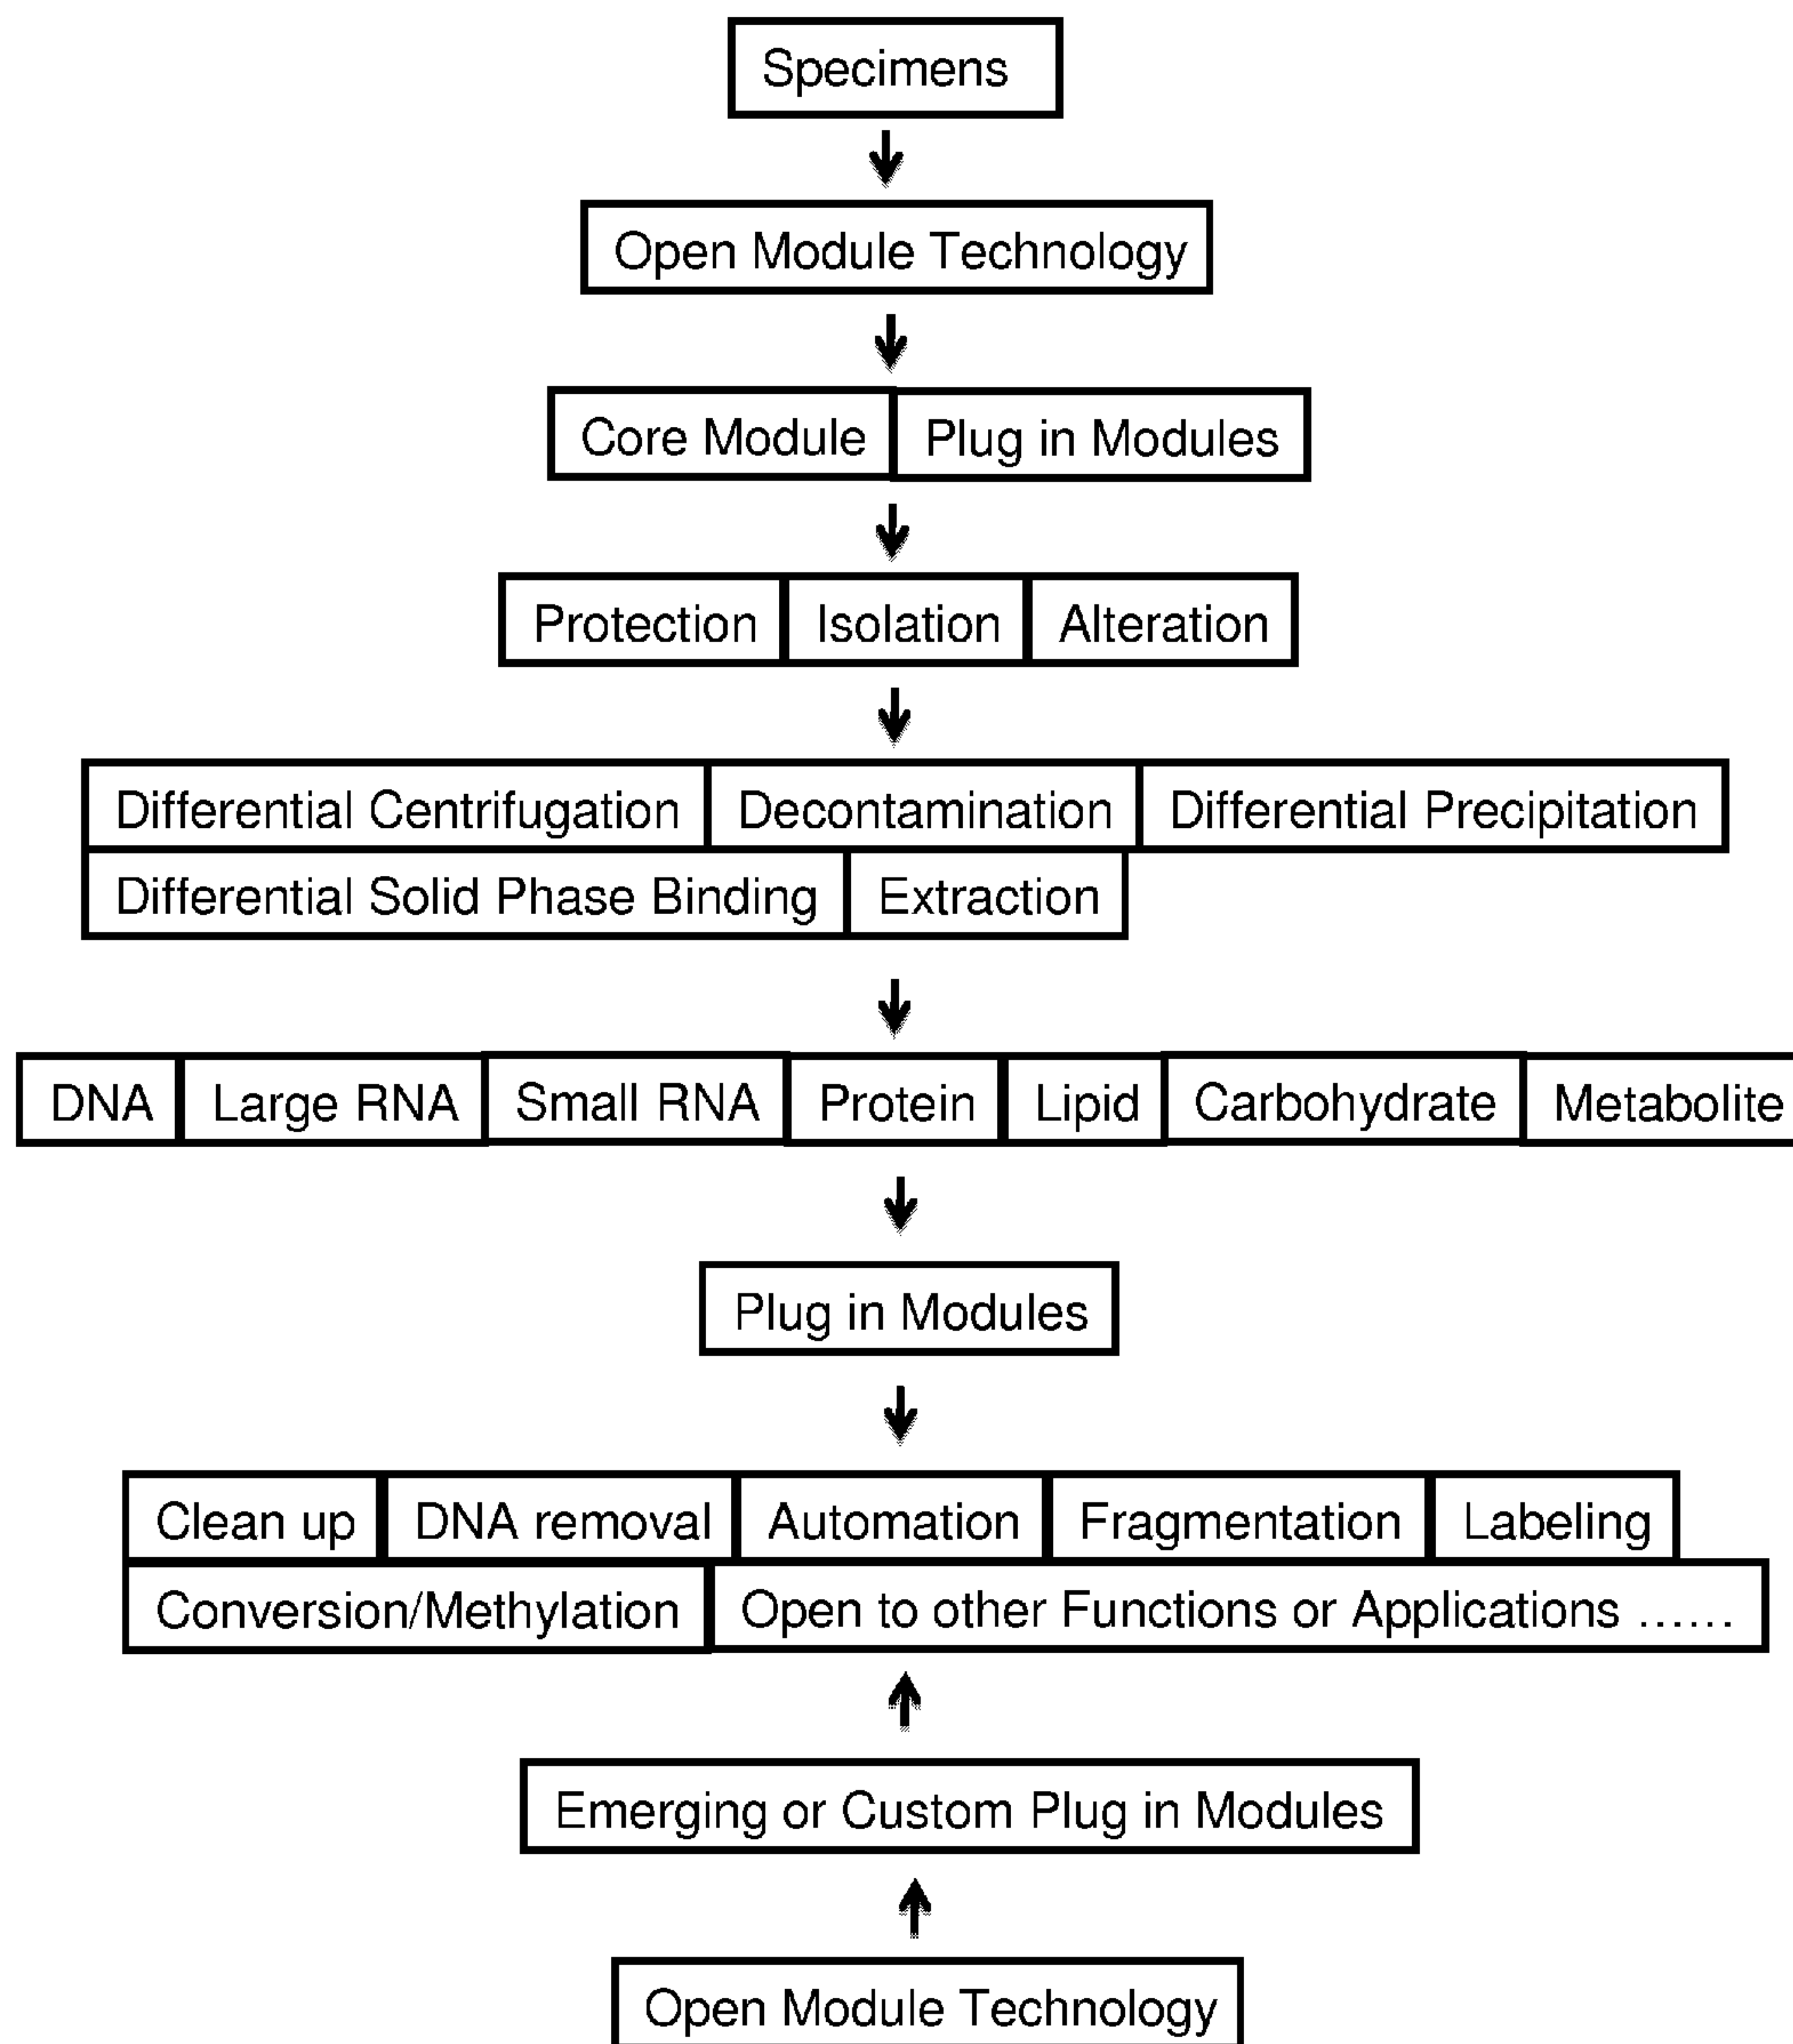 Specimens
Open Module Technology
Core Module Plug in Modules
Protection Isolation Alteration
Differential Centrifugation Decontamination Differential Precipitation
Differential Solid Phase Binding Extraction
DNA Large RNA Small RNA Protein Lipid Carbohydrate Metabolite
Plug in Modules
Clean up DNA removal Automation Fragmentation Labeling
Conversion/Methylation Open to other Functions or Applications ......
Emerging or Custom Plug in Modules
Open Module Technology